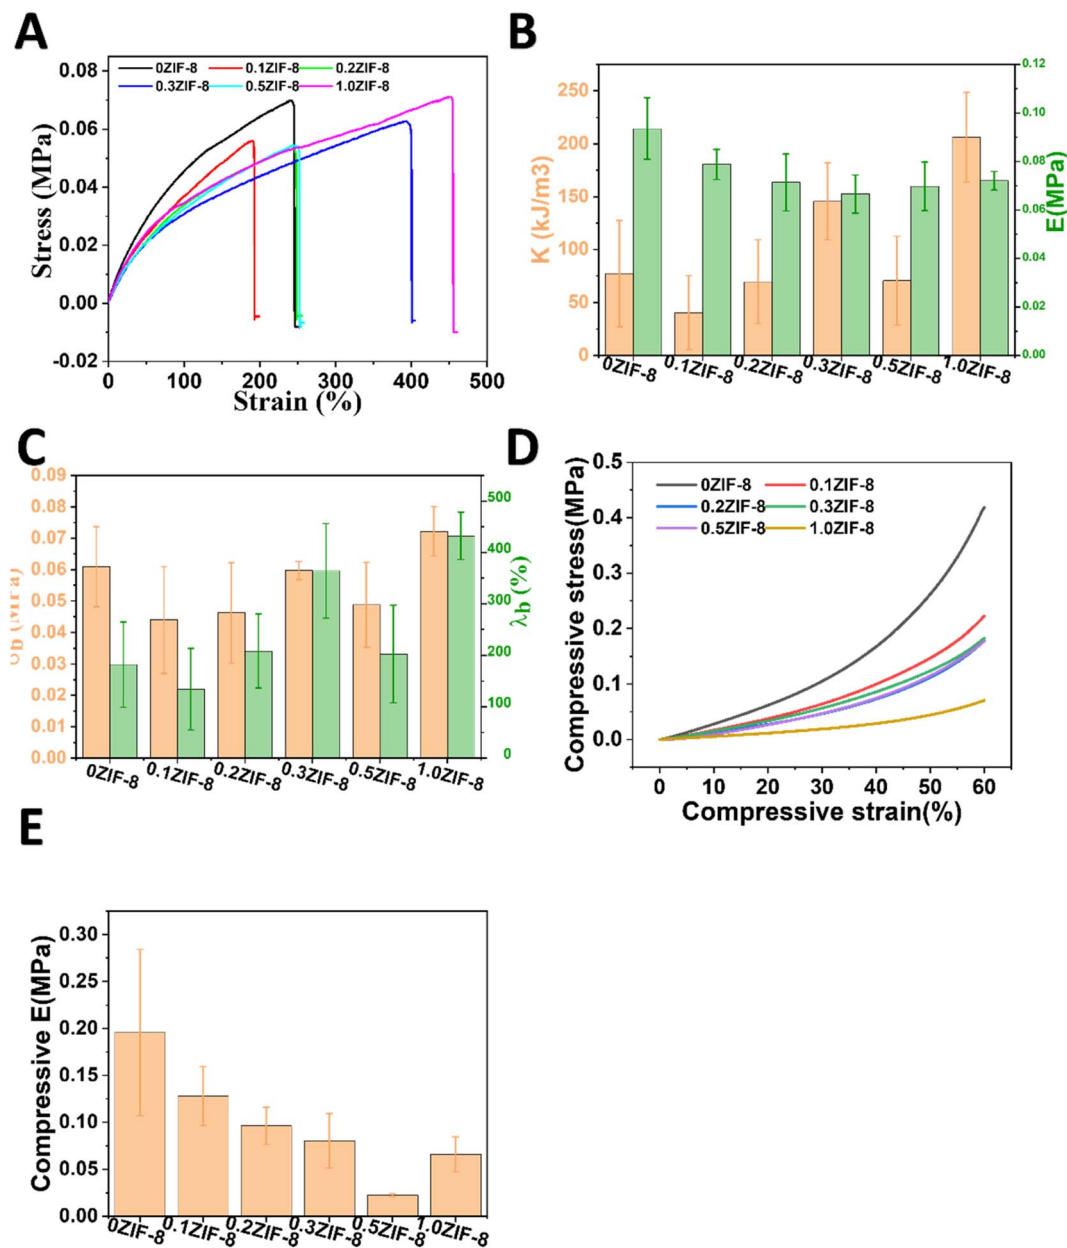 A
0ZIF-8 0.1ZIF-8 0.2ZIF-8
0.3ZIF-8 0.5ZIF-8 1.0ZIF-8
Stress (MPa)
0.08
0.06
0.04
0.02
0.00
-0.02
0 100 200 300 400 500
Strain (%)
B
K (kJ/m3)
250
200
150
100
50
0
E(MPa)
0.12
0.10
0.08
0.06
0.04
0.02
0.00
0ZIF-8 0.1ZIF-8 0.2ZIF-8 0.3ZIF-8 0.5ZIF-8 1.0ZIF-8
C
0.09
0.08
0.07
0.06
0.05
0.04
0.03
0.02
0.01
0.00
λb (%)
500
400
300
200
100
0
0ZIF-8 0.1ZIF-8 0.2ZIF-8 0.3ZIF-8 0.5ZIF-8 1.0ZIF-8
D
0ZIF-8 0.1ZIF-8
0.2ZIF-8 0.3ZIF-8
0.5ZIF-8 1.0ZIF-8
Compressive stress(MPa)
0.5
0.4
0.3
0.2
0.1
0.0
0 10 20 30 40 50 60
Compressive strain(%)
E
Compressive E(MPa)
0.30
0.25
0.20
0.15
0.10
0.05
0.00
0ZIF-8 0.1ZIF-8 0.2ZIF-8 0.3ZIF-8 0.5ZIF-8 1.0ZIF-8